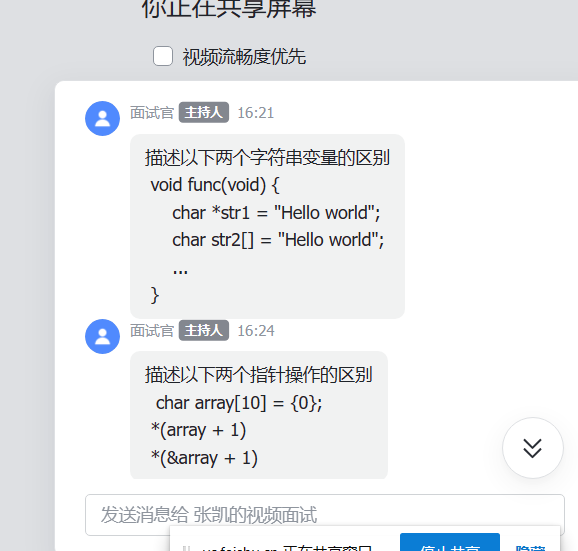 你正在共享屏幕
视频流畅度优先
面试官 主持人 16:21
描述以下两个字符串变量的区别
void func(void) {
char *str1 = "Hello world";
char str2[] = "Hello world";
...
}
面试官 主持人 16:24
描述以下两个指针操作的区别
char array[10] = {0};
*(array + 1)
*(&array + 1)
发送消息给 张凯的视频面试
正在共享窗口
停止共享
隐藏